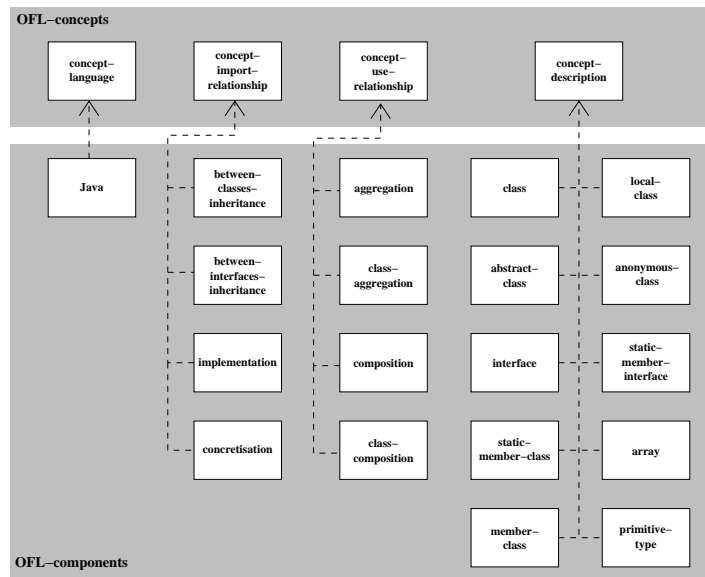 OFL−concepts
concept−
language
concept−
import−
relationship
concept−
use−
relationship
concept−
description
Java
between−
classes−
inheritance
aggregation
class
local−
class
between−
interfaces−
inheritance
class−
aggregation
abstract−
class
anonymous−
class
implementation
composition
interface
static−
member−
interface
concretisation
class−
composition
static−
member−class
array
member−
class
primitive−
type
OFL−components